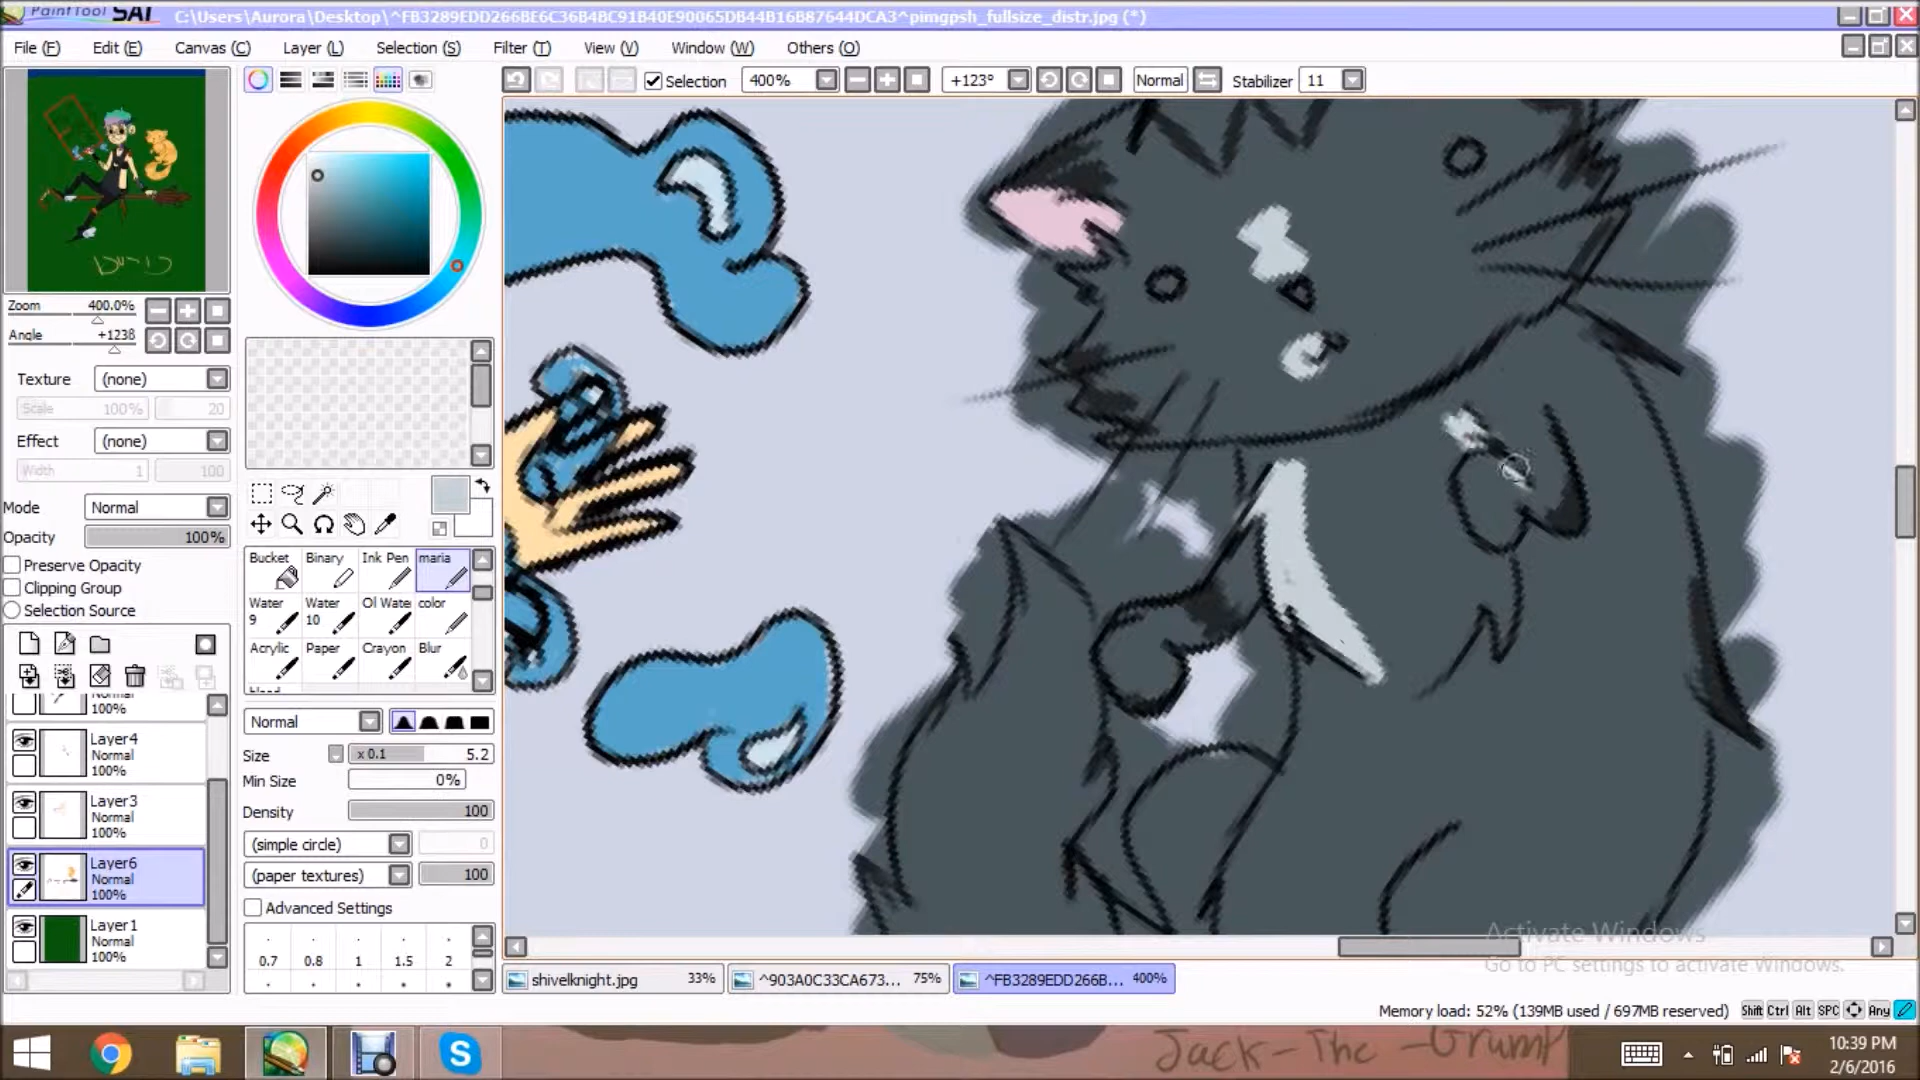 PaintTool SAI C:\Users\Aurora\Desktop\^FB3289EDD266BE6C36B4BC91B40E90065DB44B16B87644DCA3^pimgpsh_fullsize_distr.jpg (*)
File (F) Edit (E) Canvas (C) Layer (L) Selection (S) Filter (T) View (V) Window (W) Others (O)
Selection 400% +123° Normal Stabilizer 11
Zoom 400.0%
Angle +123
Texture (none)
Scale 100% 20
Effect (none)
Width 1 100
Mode Normal
Opacity 100%
Preserve Opacity
Clipping Group
Selection Source
Normal
100%
Layer4
Normal
100%
Layer3
Normal
100%
Layer6
Normal
100%
Layer1
Normal
100%
Bucket Binary Ink Pen maria
Water 9 Water 10 Ol Wate color
Acrylic Paper Crayon Blur
Normal
Size x 0.1 5.2
Min Size 0%
Density 100
(simple circle) 0
(paper textures) 100
Advanced Settings
0.7 0.8 1 1.5 2
Activate Windows
Go to PC settings to activate Windows.
shivelknight.jpg 33% ^903A0C33CA673... 75% ^FB3289EDD266B... 400%
Memory load: 52% (139MB used / 697MB reserved) Shift Ctrl Alt SPC Any
Jack-The-Grump
10:39 PM
2/6/2016